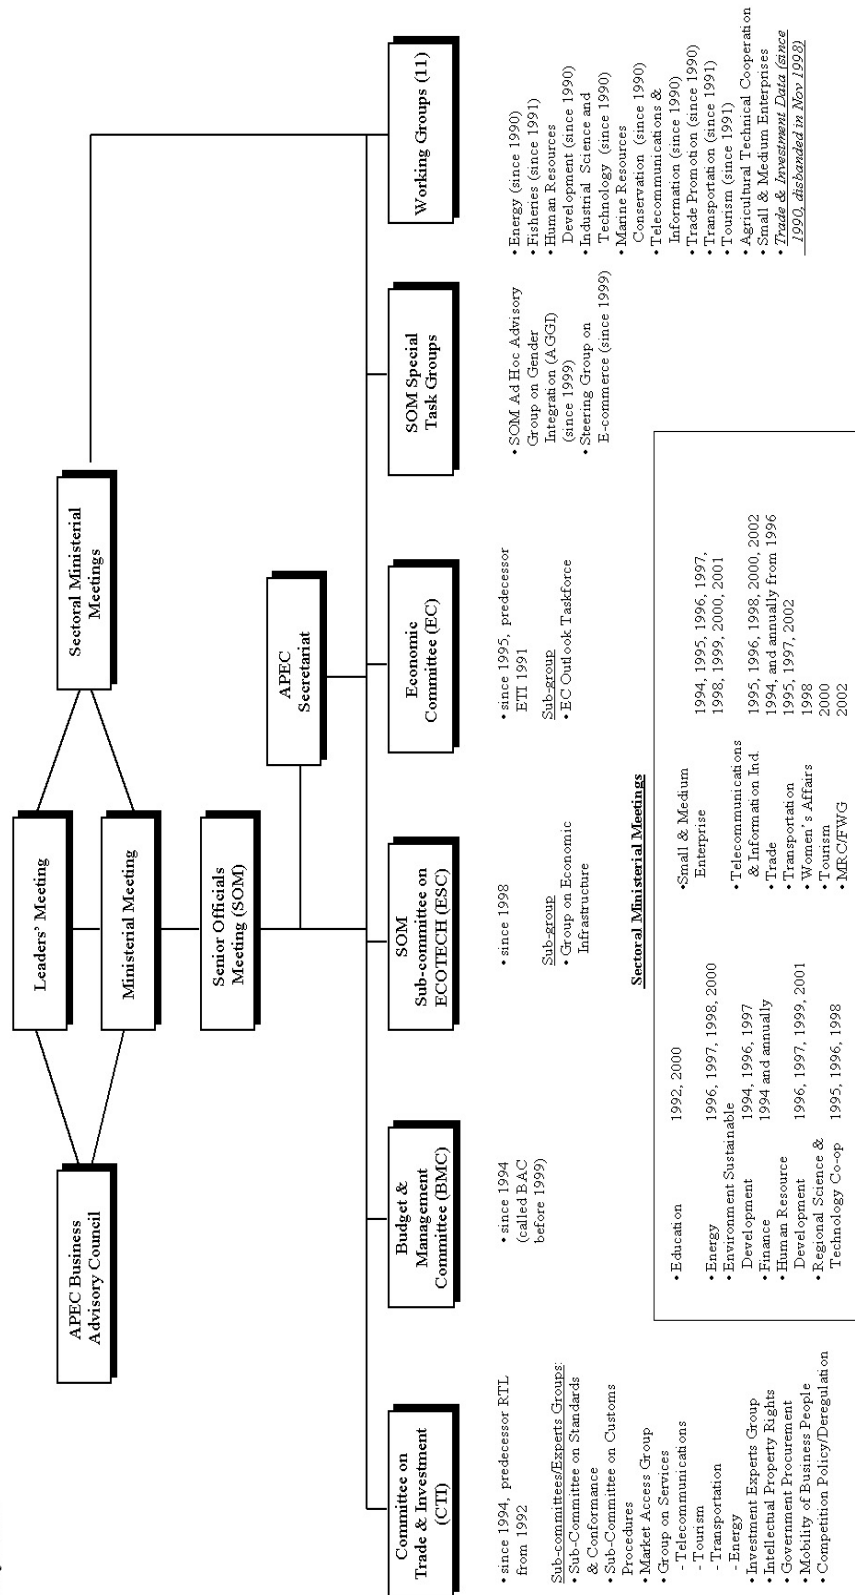 Leaders' Meeting
APEC Business
Advisory Council
Sectoral Ministerial
Meetings
Ministerial Meeting
Senior Officials
Meeting (SOM)
APEC
Secretariat
Committee on
Trade & Investment
(CTI)
Budget &
Management
Committee (BMC)
SOM
Sub-committee on
ECOTECH (ESC)
Economic
Committee (EC)
SOM Special
Task Groups
Working Groups (11)
• since 1994, predecessor RTL
from 1992
Sub-committees/Experts Groups:
• Sub-Committee on Standards
& Conformance
• Sub-Committee on Customs
Procedures
• Market Access Group
• Group on Services
- Telecommunications
- Tourism
- Transportation
- Energy
• Investment Experts Group
• Intellectual Property Rights
• Government Procurement
• Mobility of Business People
• Competition Policy/Deregulation
• since 1994
(called BAC
before 1999)
• since 1998
Sub-group
• Group on Economic
Infrastructure
• since 1995, predecessor
ETI 1991
Sub-group
• EC Outlook Taskforce
• SOM Ad Hoc Advisory
Group on Gender
Integration (AGGI)
(since 1999)
• Steering Group on
E-commerce (since 1999)
• Energy (since 1990)
• Fisheries (since 1991)
• Human Resources
Development (since 1990)
• Industrial Science and
Technology (since 1990)
• Marine Resources
Conservation (since 1990)
• Telecommunications &
Information (since 1990)
• Trade Promotion (since 1990)
• Transportation (since 1991)
• Tourism (since 1991)
• Agricultural Technical Cooperation
• Small & Medium Enterprises
• Trade & Investment Data (since
1990, disbanded in Nov 1998)
Sectoral Ministerial Meetings
• Education 1992, 2000
• Energy 1996, 1997, 1998, 2000
• Environment Sustainable
Development 1994, 1996, 1997
• Finance 1994 and annually
• Human Resource
Development 1996, 1997, 1999, 2001
• Regional Science &
Technology Co-op 1995, 1996, 1998
• Small & Medium
Enterprise 1994, 1995, 1996, 1997,
1998, 1999, 2000, 2001
• Telecommunications
& Information Ind. 1995, 1996, 1998, 2000, 2002
• Trade 1994, and annually from 1996
• Transportation 1995, 1997, 2002
• Women's Affairs 1998
• Tourism 2000
• MRC/FWG 2002